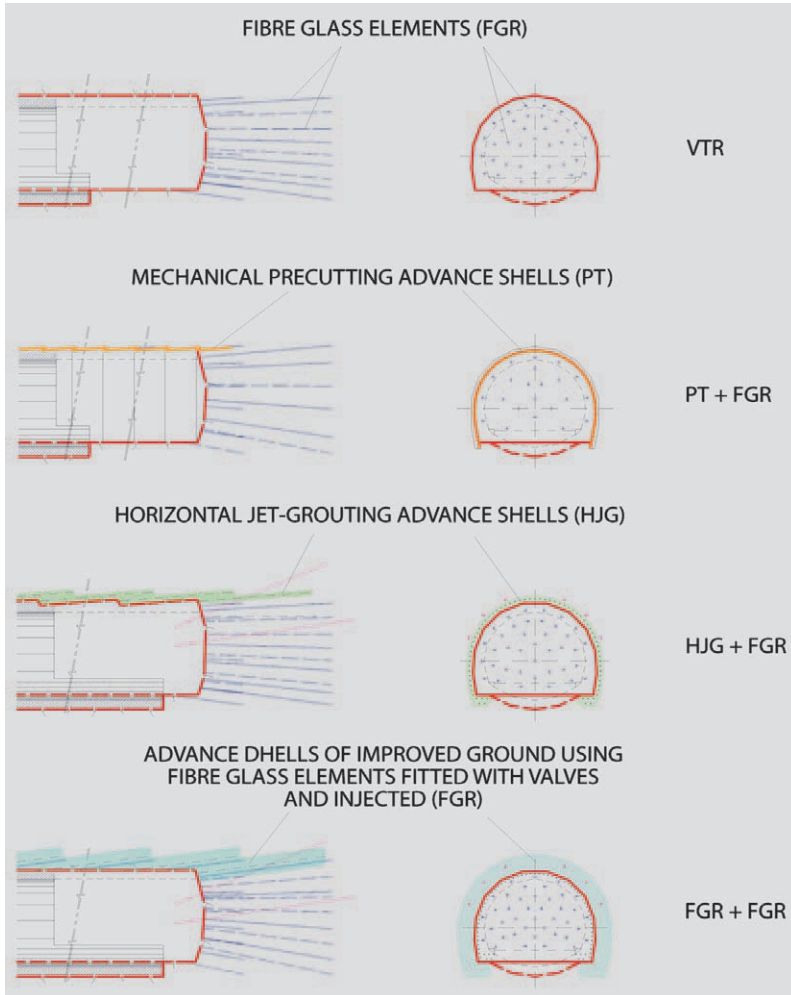 FIBRE GLASS ELEMENTS (FGR)
VTR
MECHANICAL PRECUTTING ADVANCE SHELLS (PT)
PT + FGR
HORIZONTAL JET-GROUTING ADVANCE SHELLS (HJG)
HJG + FGR
ADVANCE DHELLS OF IMPROVED GROUND USING
FIBRE GLASS ELEMENTS FITTED WITH VALVES
AND INJECTED (FGR)
FGR + FGR